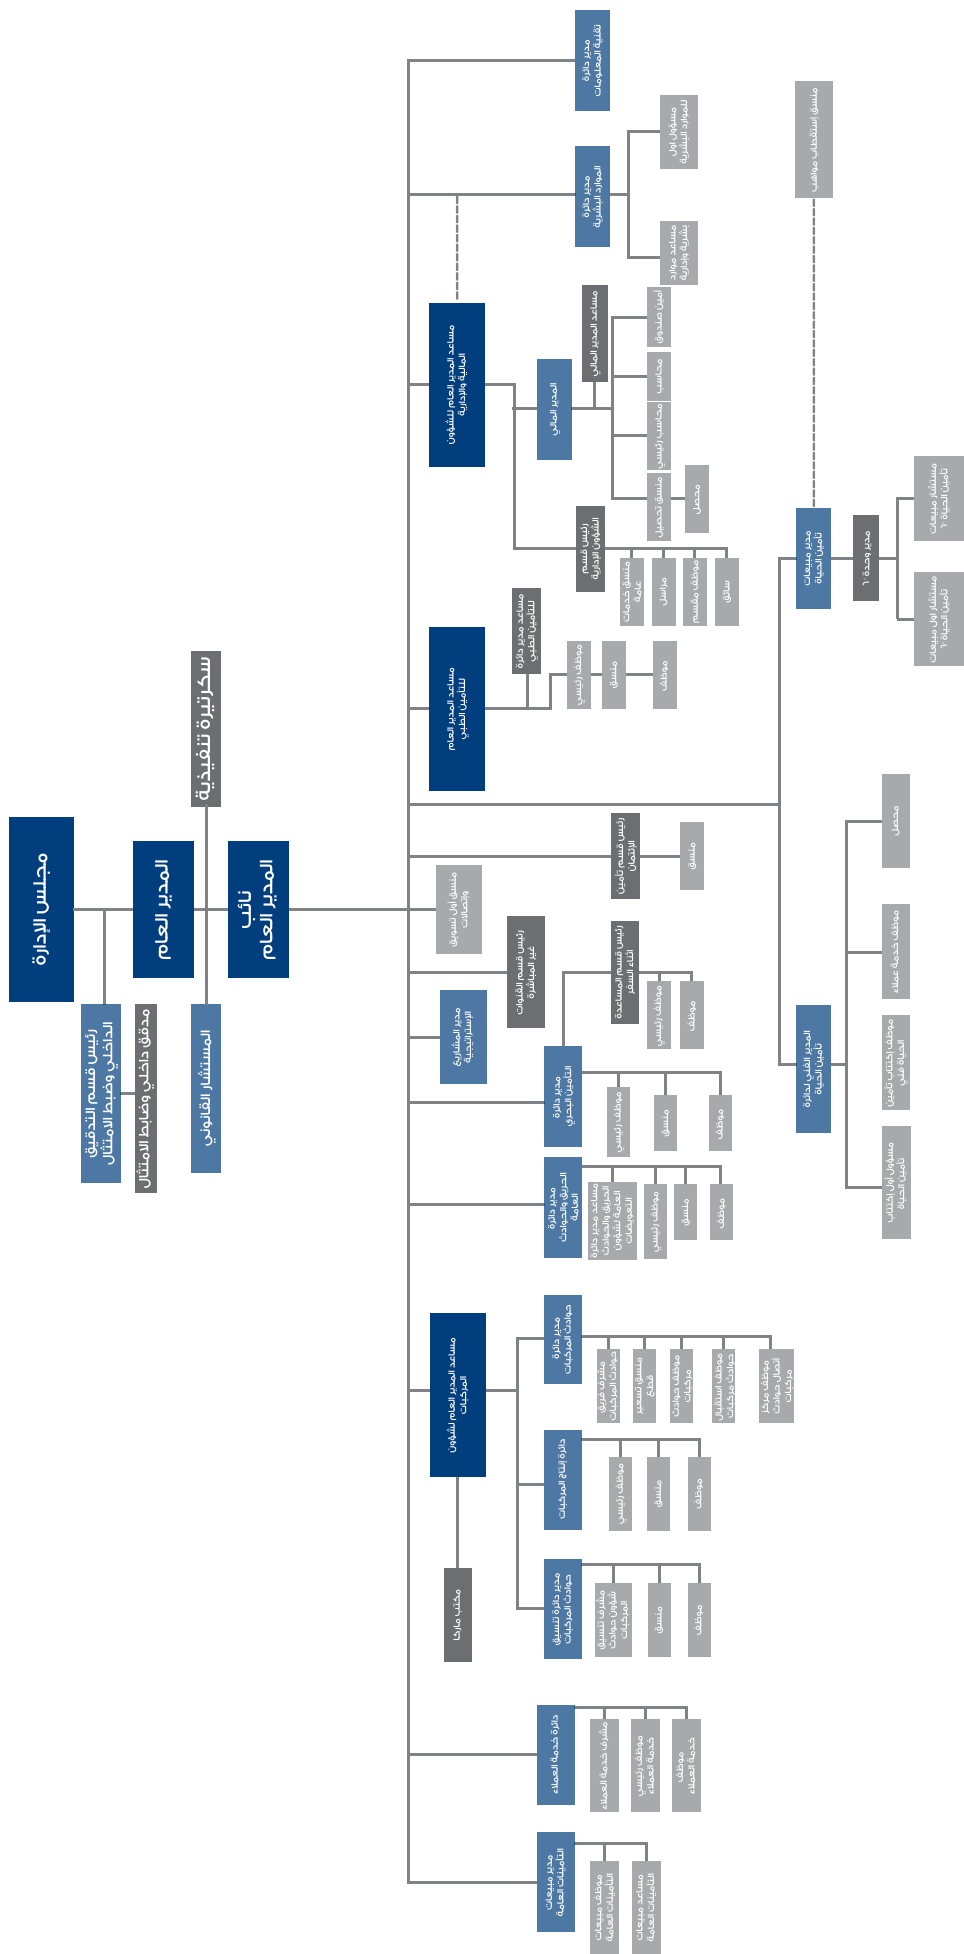 مجلس الإدارة
رئيس قسم التدقيق
الداخلي وضبط الامتثال
مدقق داخلي وضابط الامتثال
المدير العام
سكرتيرة تنفيذية
المستشار القانوني
نائب
المدير العام
مدير دائرة
تقنية المعلومات
مدير دائرة
الموارد البشرية
مسؤول اول
للموارد البشرية
مساعد موارد
بشرية وإدارية
مساعد المدير العام للشؤون
المالية والإدارية
المدير المالي
مساعد المدير المالي
أمين صندوق
محاسب
محاسب رئيسي
منسق تحصيل
محصل
رئيس قسم
الشؤون الإدارية
منسق خدمات
عامة
مراسل
موظف مقسم
سائق
مساعد المدير العام
للتأمين الطبي
مساعد مدير دائرة
للتأمين الطبي
موظف رئيسي
منسق
موظف
منسق إستقطاب مواهب
مدير مبيعات
تأمين الحياة
مدير وحدة ٦٠
مستشار مبيعات
تأمين الحياة ٦٠
مستشار اول مبيعات
تأمين الحياة ٦٠
المدير الفني لدائرة
تأمين الحياة
محصل
موظف خدمة عملاء
موظف إكتتاب تأمين
الحياة فني
مسؤول أول إكتتاب
تأمين الحياة
رئيس قسم تأمين
الإئتمان
منسق
منسق أول تسويق
وإتصالات
رئيس قسم القنوات
غير المباشرة
مدير المشاريع
الإستراتيجية
مدير دائرة
التأمين البحري
رئيس قسم المساعدة
اثناء السفر
موظف رئيسي
موظف
موظف رئيسي
منسق
موظف
مدير دائرة
الحريق والحوادث
العامة
مساعد مدير دائرة
الحريق والحوادث
العامة لشؤون
التعويضات
موظف رئيسي
منسق
موظف
مساعد المدير العام لشؤون
المركبات
مكتب ماركا
مدير دائرة
حوادث المركبات
مشرف فريق
حوادث المركبات
منسق تسعير
قطع
موظف حوادث
مركبات
موظف استقبال
حوادث مركبات
موظف مركز
اتصال حوادث
مركبات
دائرة إنتاج المركبات
موظف رئيسي
منسق
موظف
مدير دائرة تنسيق
حوادث المركبات
مشرف تنسيق
شؤون حوادث
المركبات
منسق
موظف
دائرة خدمة العملاء
مشرف خدمة العملاء
موظف رئيسي
خدمة العملاء
موظف
خدمة العملاء
مدير مبيعات
التأمينات العامة
موظف مبيعات
التأمينات العامة
مساعد مبيعات
التأمينات العامة